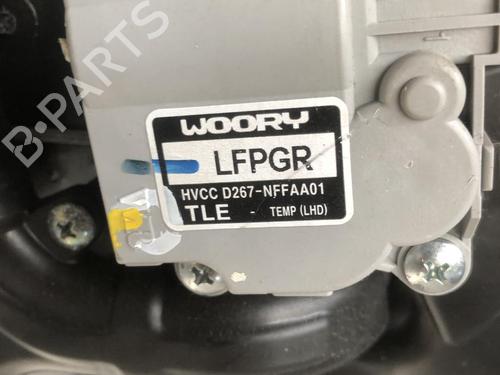 B-PARTS
WOORY
LFPGR
HVCC D267-NFFAA01
TLE - TEMP (LHD)